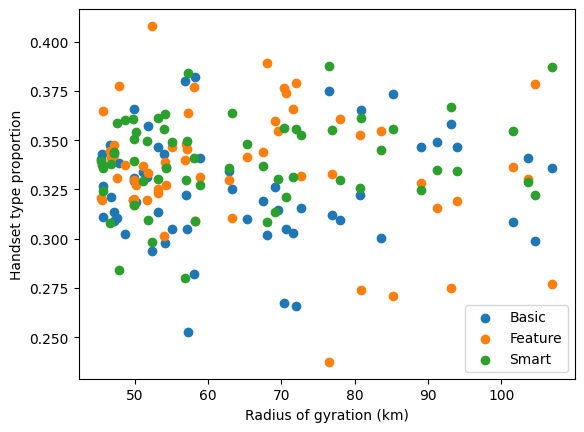 0.400
0.375
0.350
0.325
0.300
0.275
0.250
Handset type proportion
Basic
Feature
Smart
50 60 70 80 90 100
Radius of gyration (km)